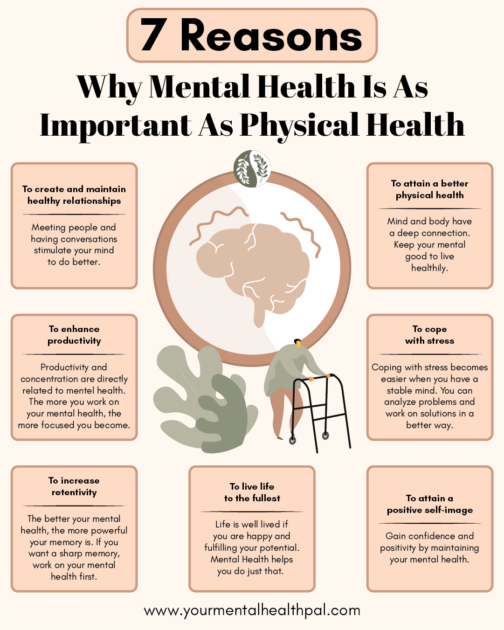 7 Reasons
Why Mental Health Is As
Important As Physical Health
To create and maintain
healthy relationships
Meeting people and
having conversations
stimulate your mind
to do better.
To attain a better
physical health
Mind and body have
a deep connection.
Keep your mental
good to live
healthily.
To enhance
productivity
Productivity and
concentration are directly
related to mental health.
The more you work on
your mental health, the
more focused you become.
To cope
with stress
Coping with stress becomes
easier when you have a
stable mind. You can
analyze problems and
work on solutions in a
better way.
To increase
retentivity
The better your mental
health, the more powerful
your memory is. If you
want a sharp memory,
work on your mental
health first.
To live life
to the fullest
Life is well lived if
you are happy and
fulfilling your potential.
Mental Health helps
you do just that.
To attain a
positive self-image
Gain confidence and
positivity by maintaining
your mental health.
www.yourmentalhealthpal.com